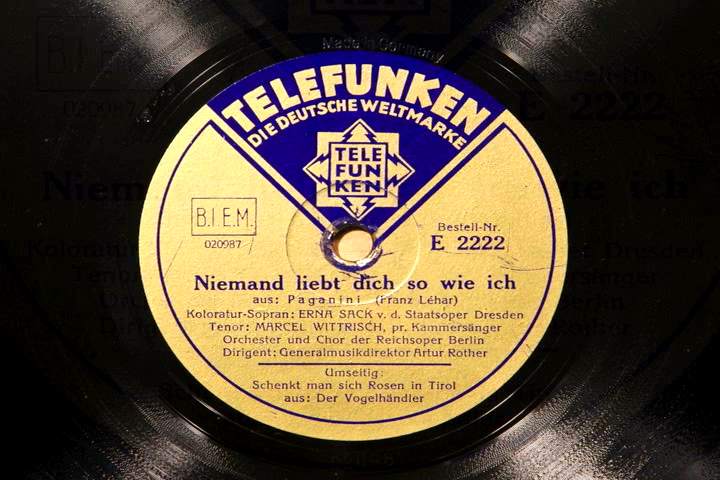 Made in Germany
TELEFUNKEN
DIE DEUTSCHE WELTMARKE
TELE
FUN
KEN
B.I.E.M.
020987
Bestell-Nr.
E 2222
Niemand liebt dich so wie ich
aus: Paganini (Franz Léhar)
Koloratur-Sopran: ERNA SACK v. d. Staatsoper Dresden
Tenor: MARCEL WITTRISCH, pr. Kammersänger
Orchester und Chor der Reichsoper Berlin
Dirigent: Generalmusikdirektor Artur Rother
Umseitig:
Schenkt man sich Rosen in Tirol
aus: Der Vogelhändler